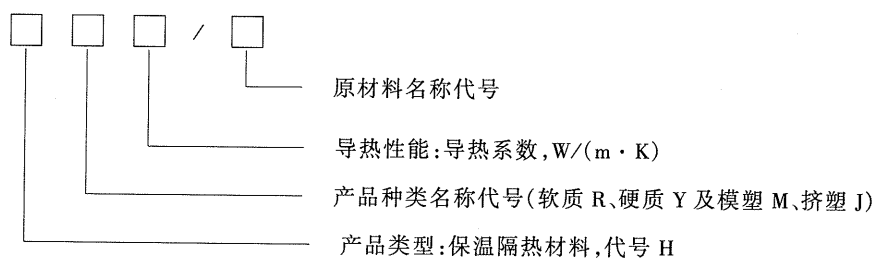 /
原材料名称代号
导热性能:导热系数,W/(m·K)
产品种类名称代号(软质R、硬质Y及模塑M、挤塑J)
产品类型:保温隔热材料,代号H